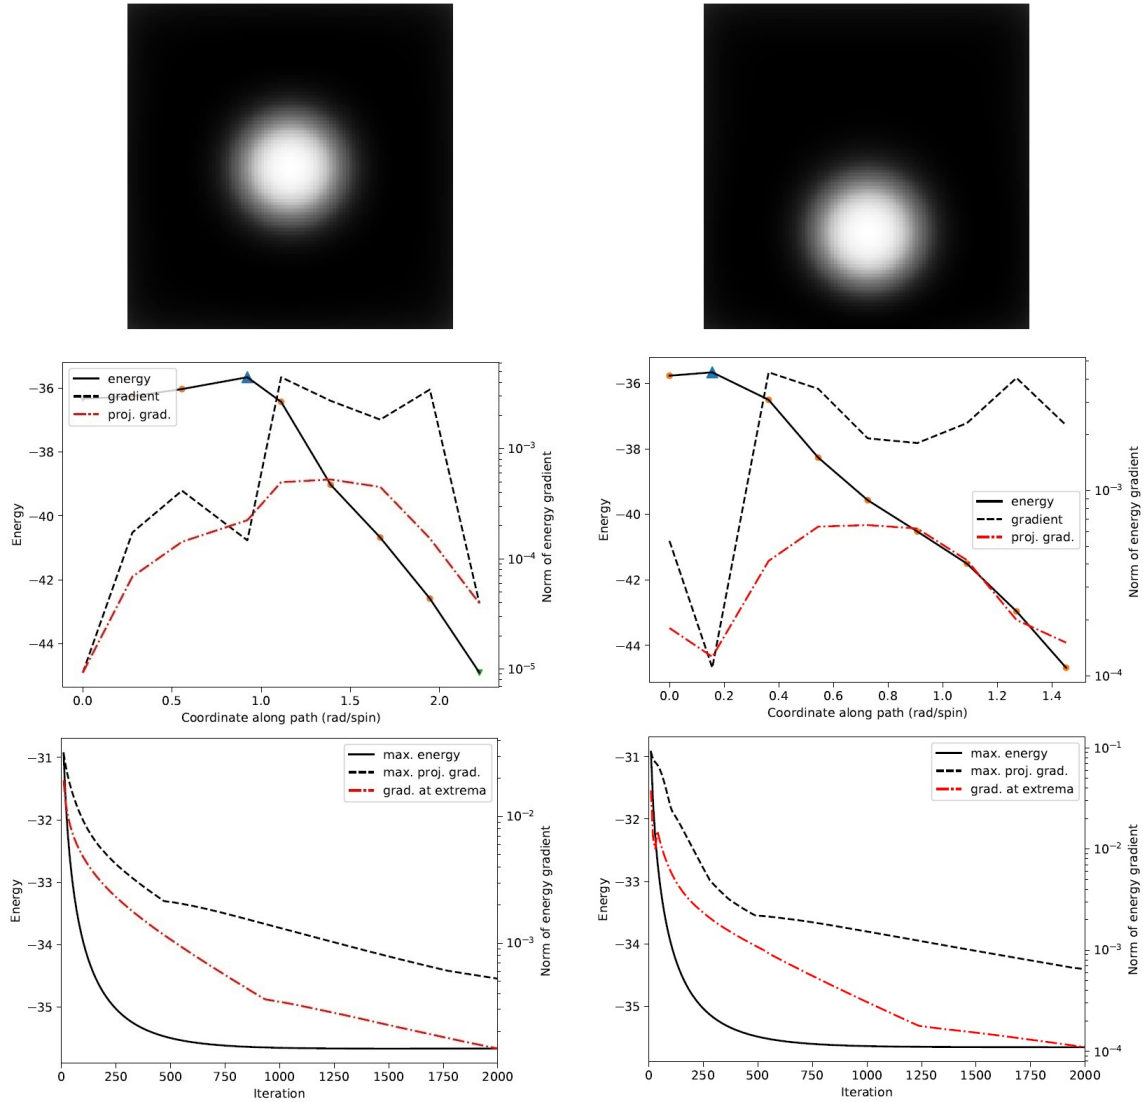 −36
−38
−40
−42
−44
Energy
energy
gradient
proj. grad.
10⁻³
10⁻⁴
10⁻⁵
Norm of energy gradient
0.0 0.5 1.0 1.5 2.0
Coordinate along path (rad/spin)
−36
−38
−40
−42
−44
Energy
energy
gradient
proj. grad.
10⁻³
10⁻⁴
Norm of energy gradient
0.0 0.2 0.4 0.6 0.8 1.0 1.2 1.4
Coordinate along path (rad/spin)
−31
−32
−33
−34
−35
Energy
max. energy
max. proj. grad.
grad. at extrema
10⁻²
10⁻³
Norm of energy gradient
0 250 500 750 1000 1250 1500 1750 2000
Iteration
−31
−32
−33
−34
−35
Energy
max. energy
max. proj. grad.
grad. at extrema
10⁻¹
10⁻²
10⁻³
10⁻⁴
Norm of energy gradient
0 250 500 750 1000 1250 1500 1750 2000
Iteration